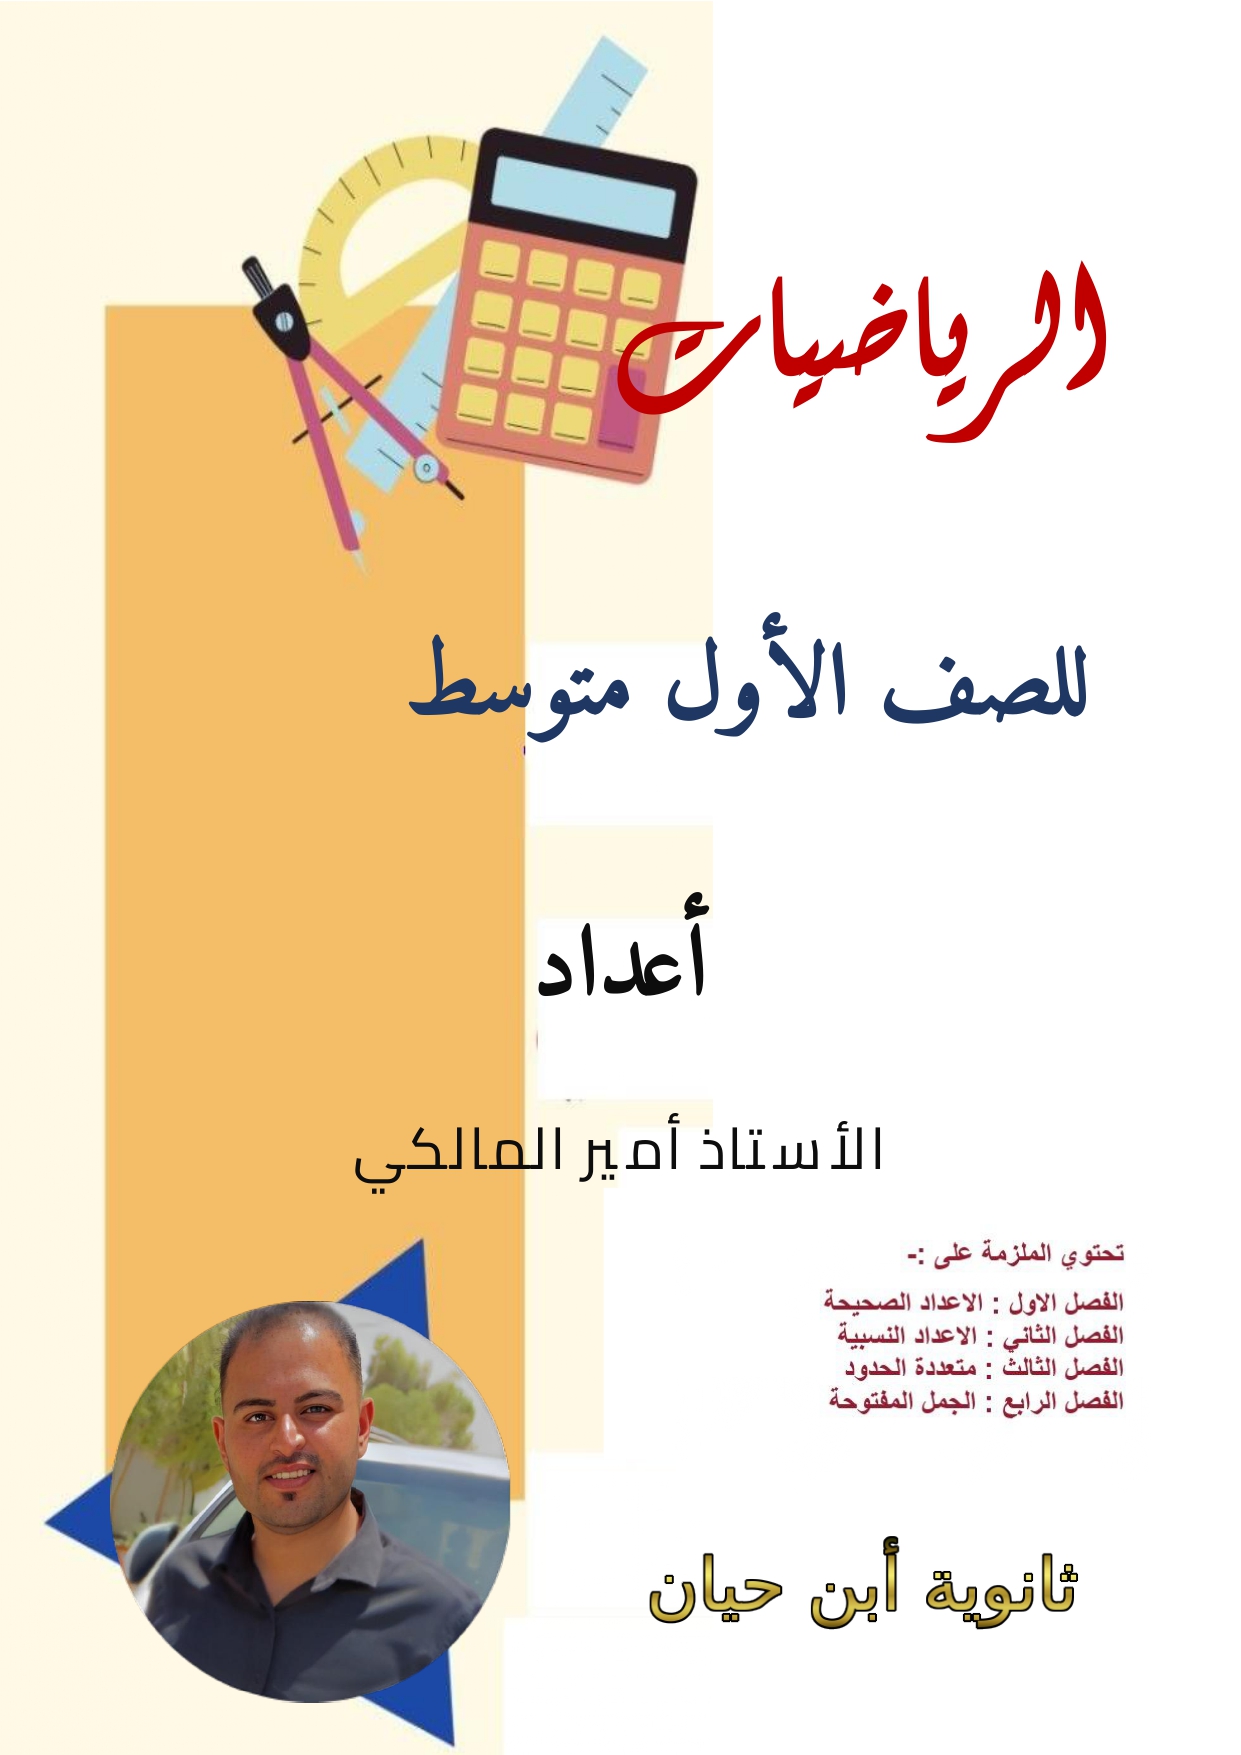 الرياضيات
للصف الأول متوسط
أعداد
الأستاذ أمير المالكي
تحتوي الملزمة على :-
الفصل الاول : الاعداد الصحيحة
الفصل الثاني : الاعداد النسبية
الفصل الثالث : متعددة الحدود
الفصل الرابع : الجمل المفتوحة
ثانوية أبن حيان